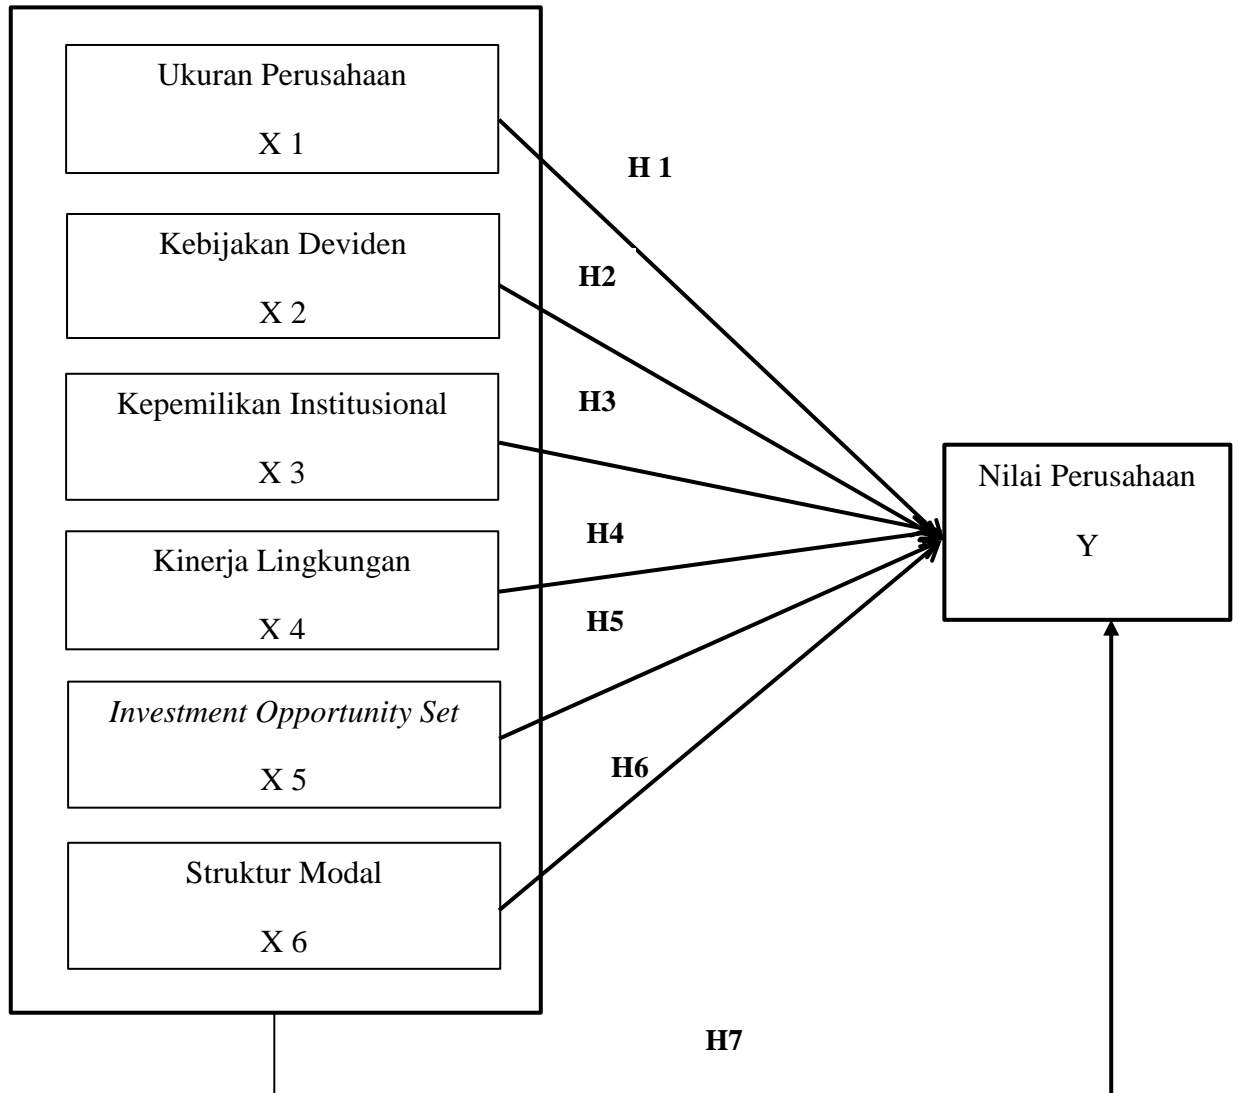 Ukuran Perusahaan
X 1
H 1
Kebijakan Deviden
X 2
H2
Kepemilikan Institusional
X 3
H3
Nilai Perusahaan
Y
Kinerja Lingkungan
X 4
H4
H5
Investment Opportunity Set
X 5
H6
Struktur Modal
X 6
H7